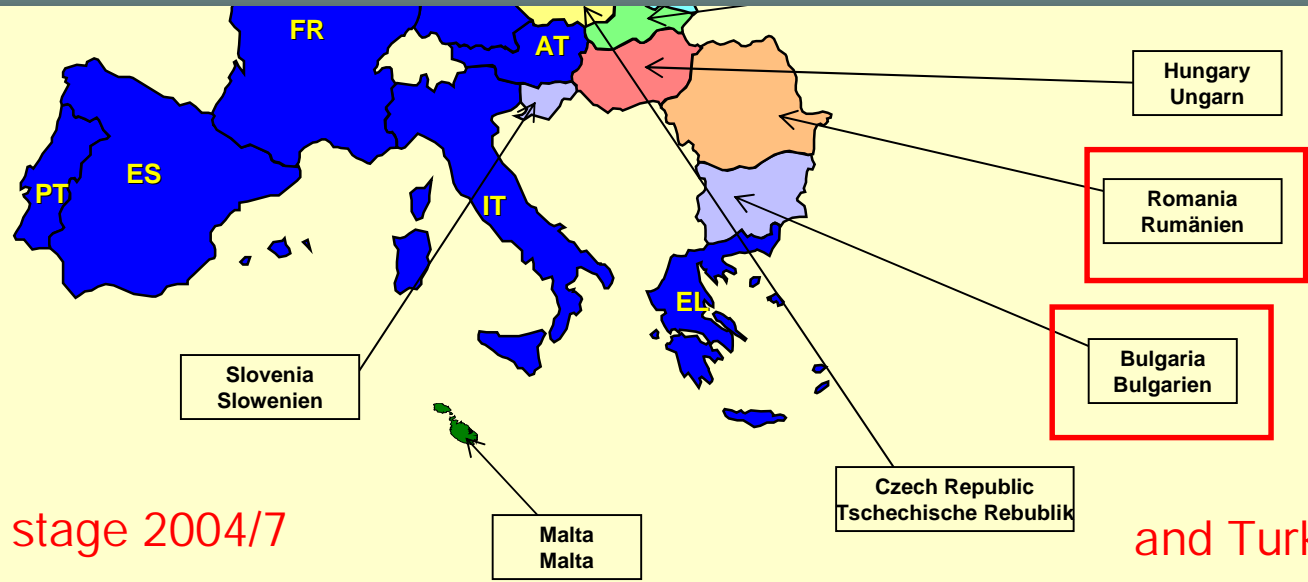 FR
AT
Hungary
Ungarn
ES
PT
IT
Romania
Rumänien
EL
Slovenia
Slowenien
Bulgaria
Bulgarien
Czech Republic
Tschechische Rebublik
stage 2004/7
Malta
Malta
and Turk